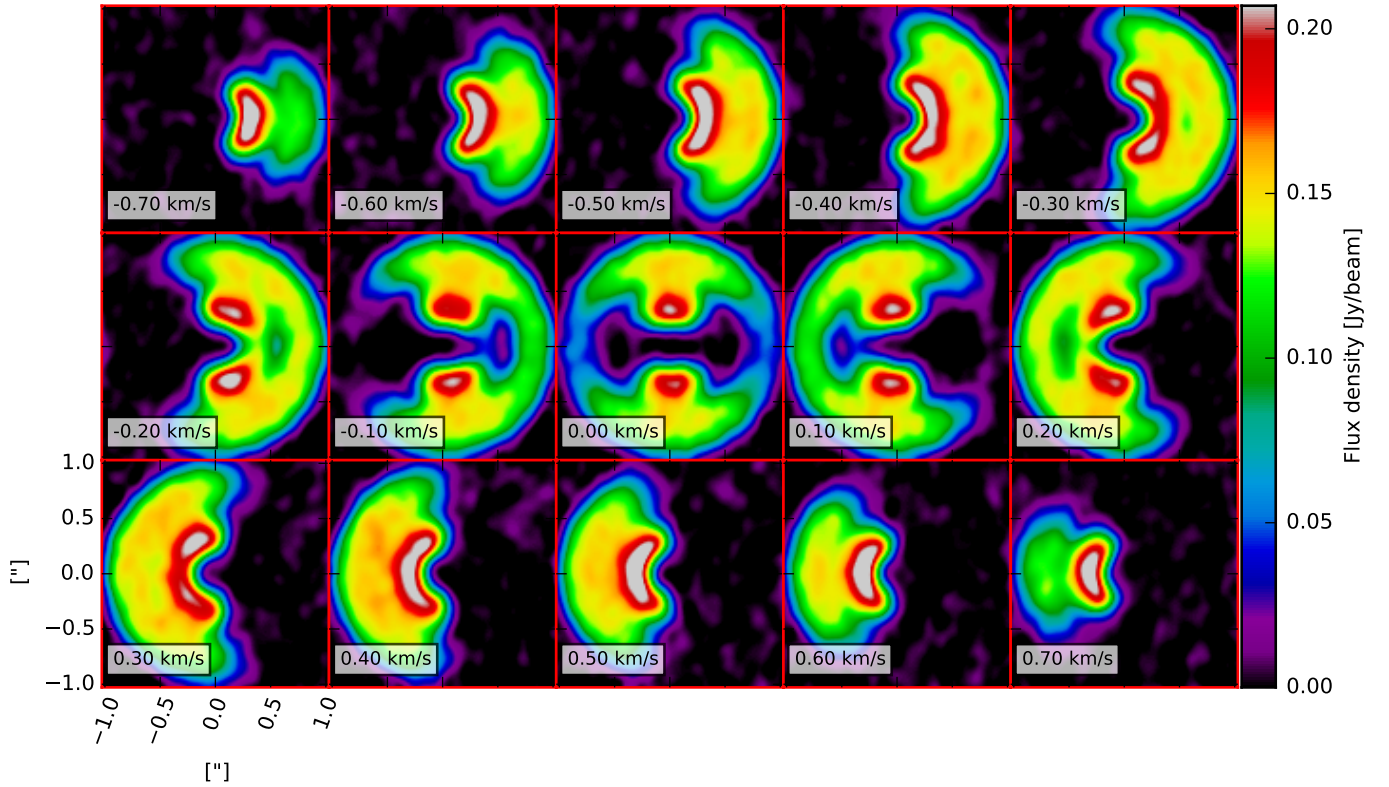 -0.70 km/s
-0.60 km/s
-0.50 km/s
-0.40 km/s
-0.30 km/s
-0.20 km/s
-0.10 km/s
0.00 km/s
0.10 km/s
0.20 km/s
0.30 km/s
0.40 km/s
0.50 km/s
0.60 km/s
0.70 km/s
1.0
0.5
0.0
−0.5
−1.0
["]
−1.0
−0.5
0.0
0.5
1.0
["]
0.20
0.15
0.10
0.05
0.00
Flux density [Jy/beam]